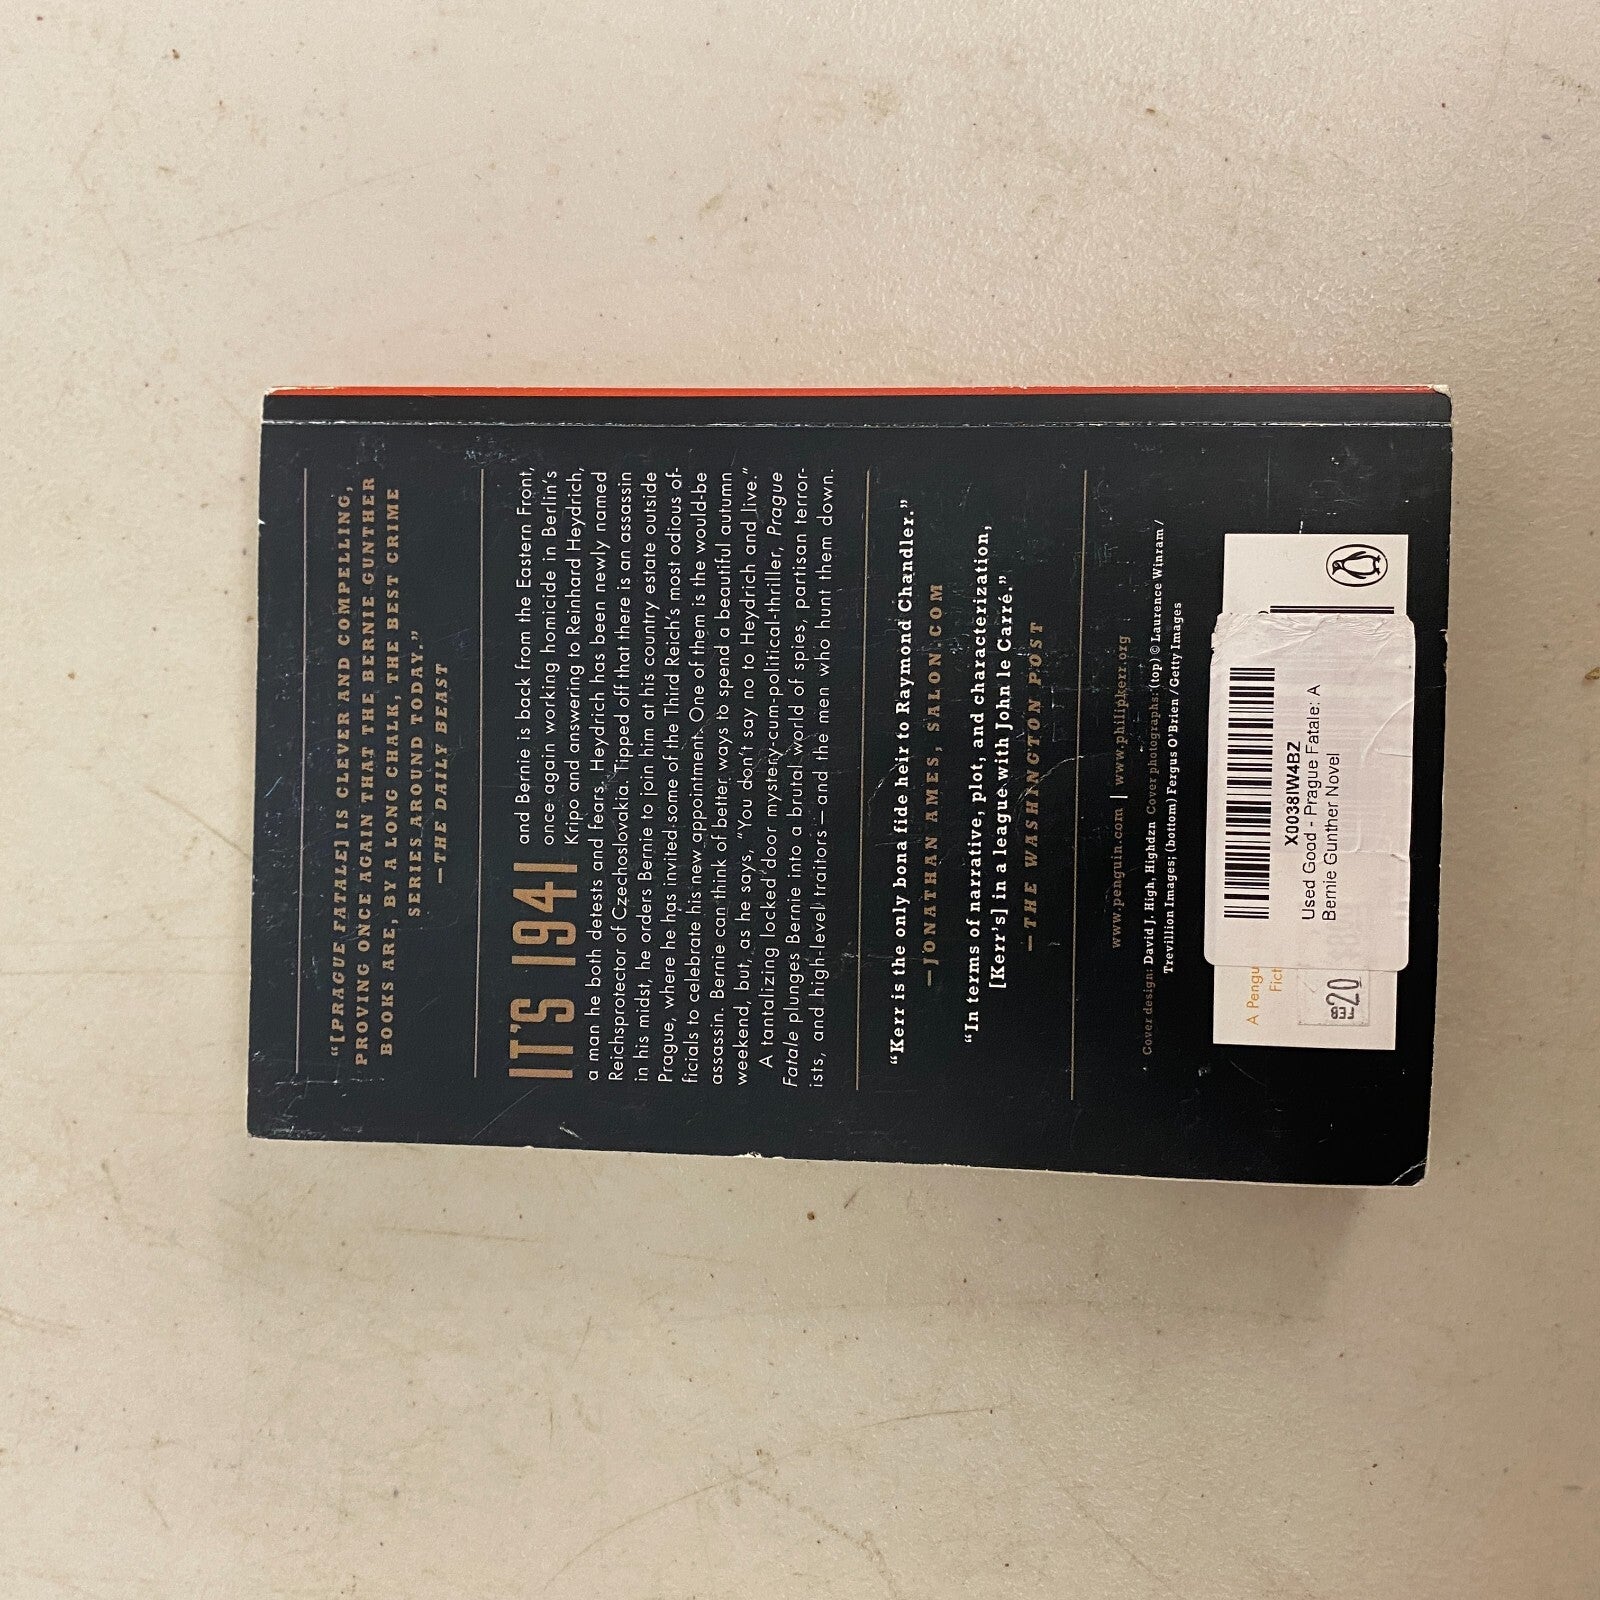 “[PRAGUE FATALE] IS CLEVER AND COMPELLING,
PROVING ONCE AGAIN THAT THE BERNIE GUNTHER
BOOKS ARE, BY A LONG CHALK, THE BEST CRIME
SERIES AROUND TODAY.”
—THE DAILY BEAST
IT’S 1941 and Bernie is back from the Eastern Front,
once again working homicide in Berlin’s
Kripo and answering to Reinhard Heydrich,
a man he both detests and fears. Heydrich has been newly named
Reichsprotector of Czechoslovakia. Tipped off that there is an assassin
in his midst, he orders Bernie to join him at his country estate outside
Prague, where he has invited some of the Third Reich’s most odious of-
ficials to celebrate his new appointment. One of them is the would-be
assassin. Bernie can think of better ways to spend a beautiful autumn
weekend, but, as he says, “You don’t say no to Heydrich and live.”
A tantalizing locked door mystery-cum-political-thriller, Prague
Fatale plunges Bernie into a brutal world of spies, partisan terror-
ists, and high-level traitors—and the men who hunt them down.
“Kerr is the only bona fide heir to Raymond Chandler.”
—JONATHAN AMES, SALON.COM
“In terms of narrative, plot, and characterization,
[Kerr’s] in a league with John le Carré.”
—THE WASHINGTON POST
www.penguin.com | www.philipkerr.org
Cover design: David J. High, Highdzn Cover photographs: (top) © Laurence Winram/
Trevillion Images; (bottom) Fergus O’Brien/Getty Images
X0038IW4BZ
Used Good - Prague Fatale: A
Bernie Gunther Novel
A Pengu
Fict
FEB 20